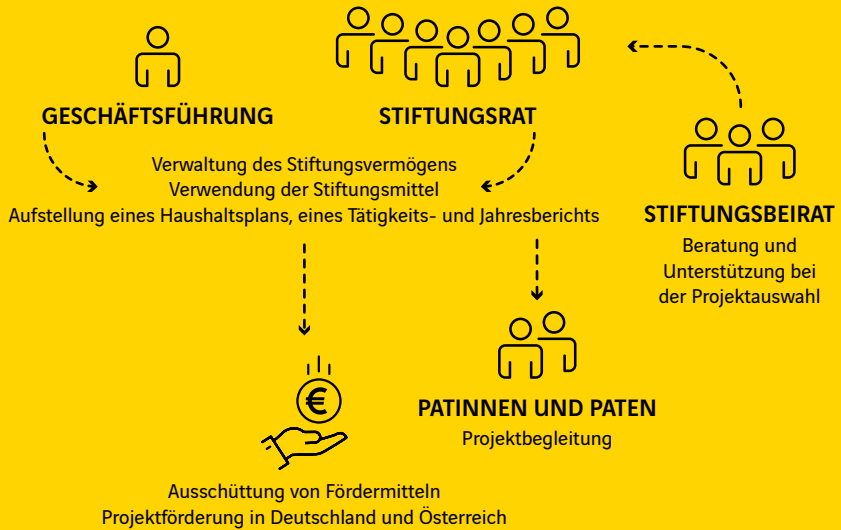 GESCHÄFTSFÜHRUNG
STIFTUNGSRAT
Verwaltung des Stiftungsvermögens
Verwendung der Stiftungsmittel
Aufstellung eines Haushaltsplans, eines Tätigkeits- und Jahresberichts
STIFTUNGSBEIRAT
Beratung und
Unterstützung bei
der Projektauswahl
PATINNEN UND PATEN
Projektbegleitung
€
Ausschüttung von Fördermitteln
Projektförderung in Deutschland und Österreich